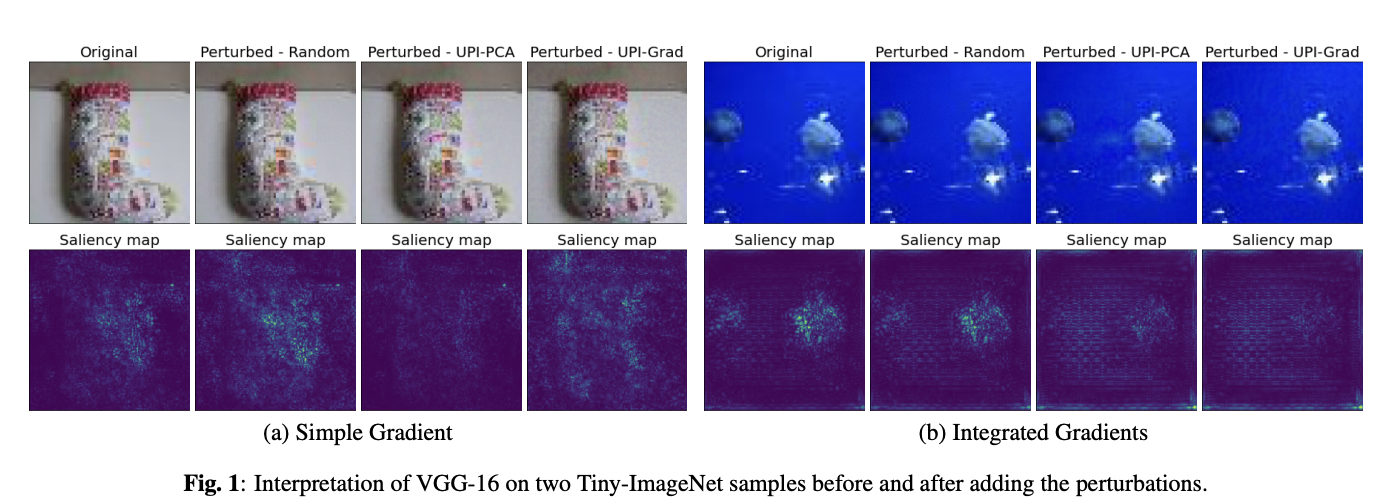 Original Perturbed - Random Perturbed - UPI-PCA Perturbed - UPI-Grad
Saliency map Saliency map Saliency map Saliency map
(a) Simple Gradient
Original Perturbed - Random Perturbed - UPI-PCA Perturbed - UPI-Grad
Saliency map Saliency map Saliency map Saliency map
(b) Integrated Gradients
Fig. 1: Interpretation of VGG-16 on two Tiny-ImageNet samples before and after adding the perturbations.